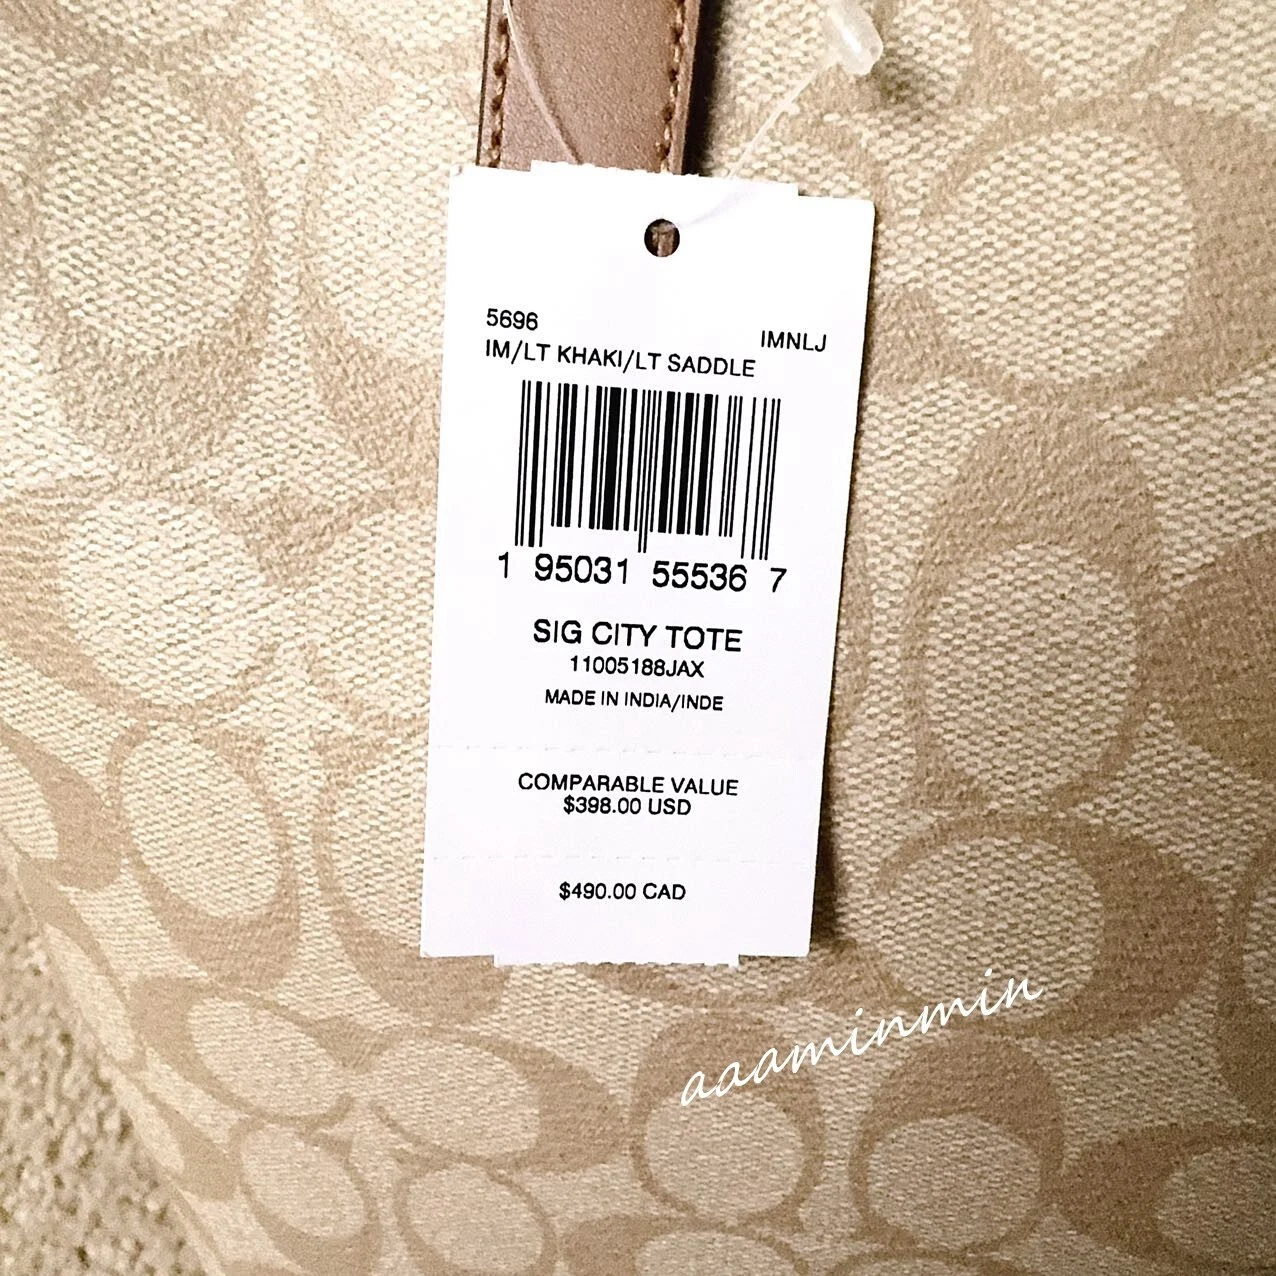 5696
IMNLJ
IM/LT KHAKI/LT SADDLE
1 95031 55536 7
SIG CITY TOTE
11005188JAX
MADE IN INDIA/INDE
COMPARABLE VALUE
$398.00 USD
$490.00 CAD
aaaminmin